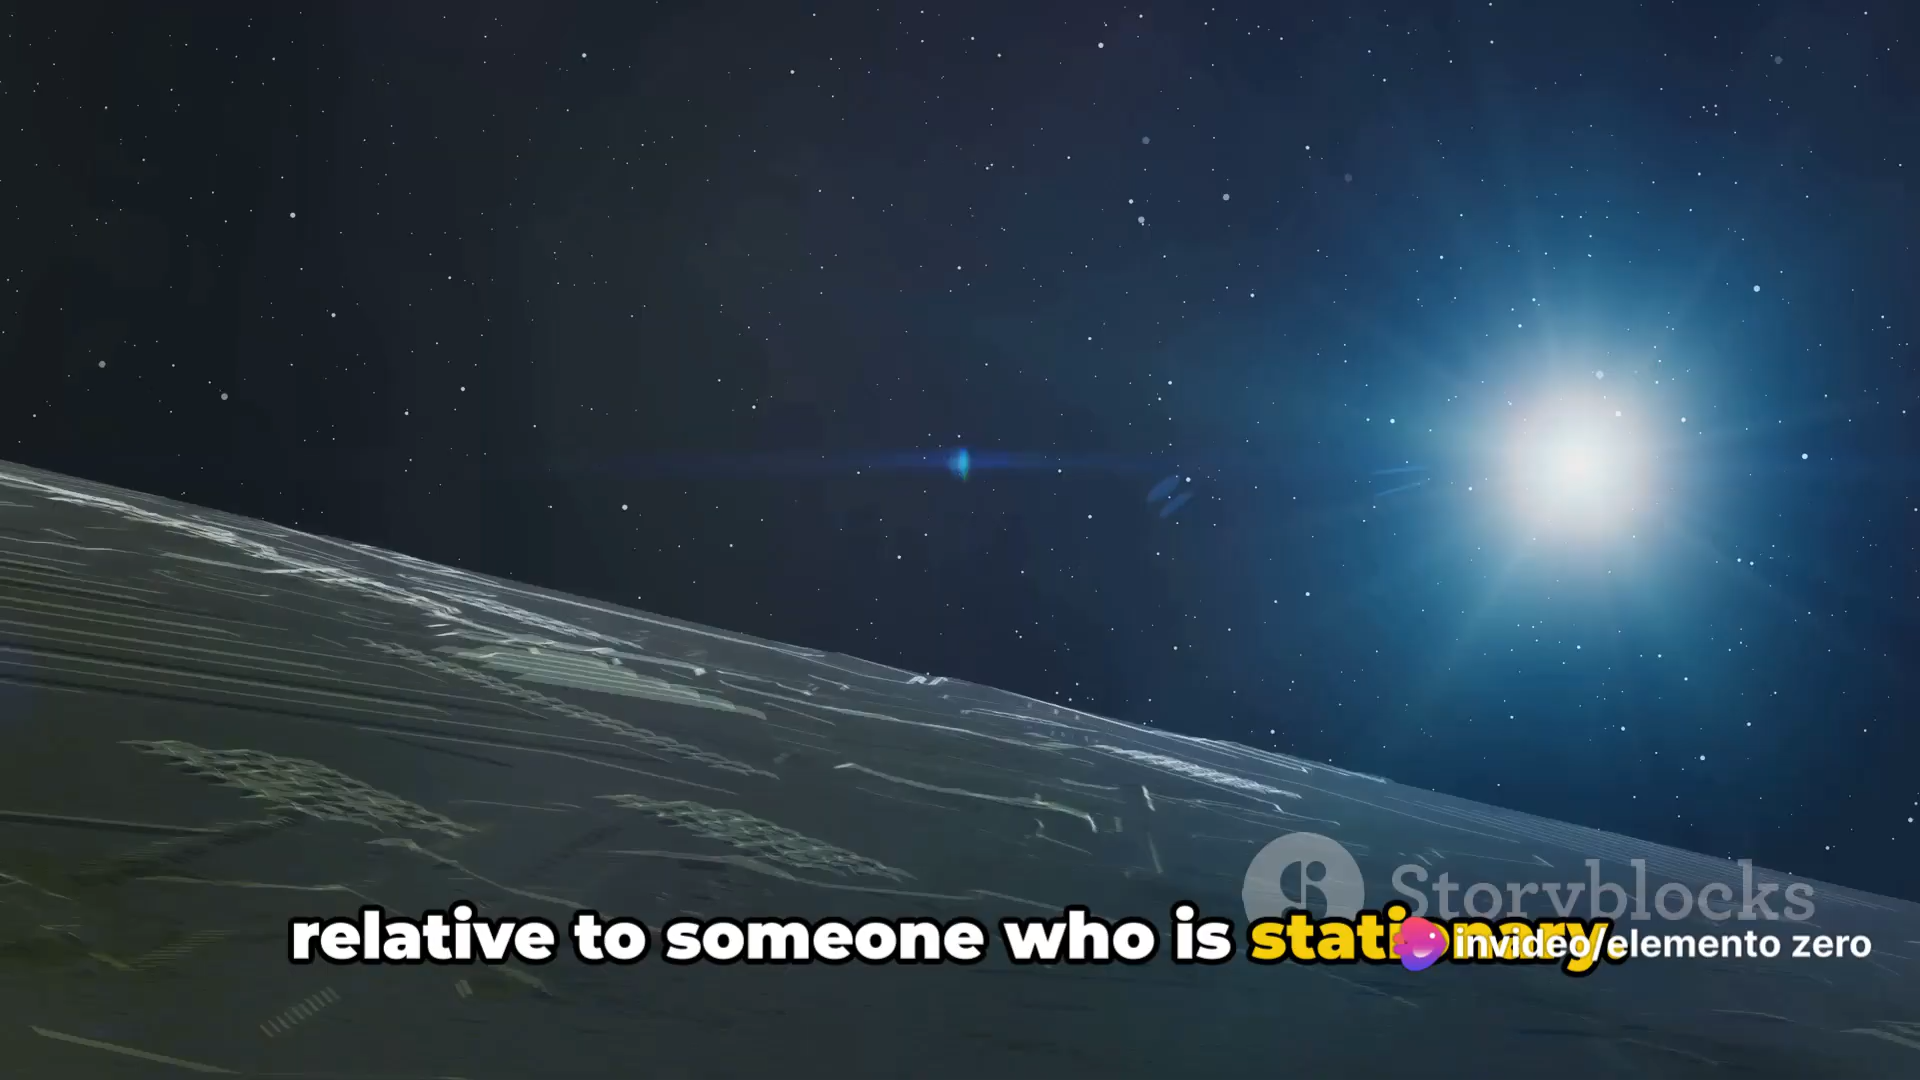 Storyblocks
relative to someone who is stationary.
invideo/elemento zero